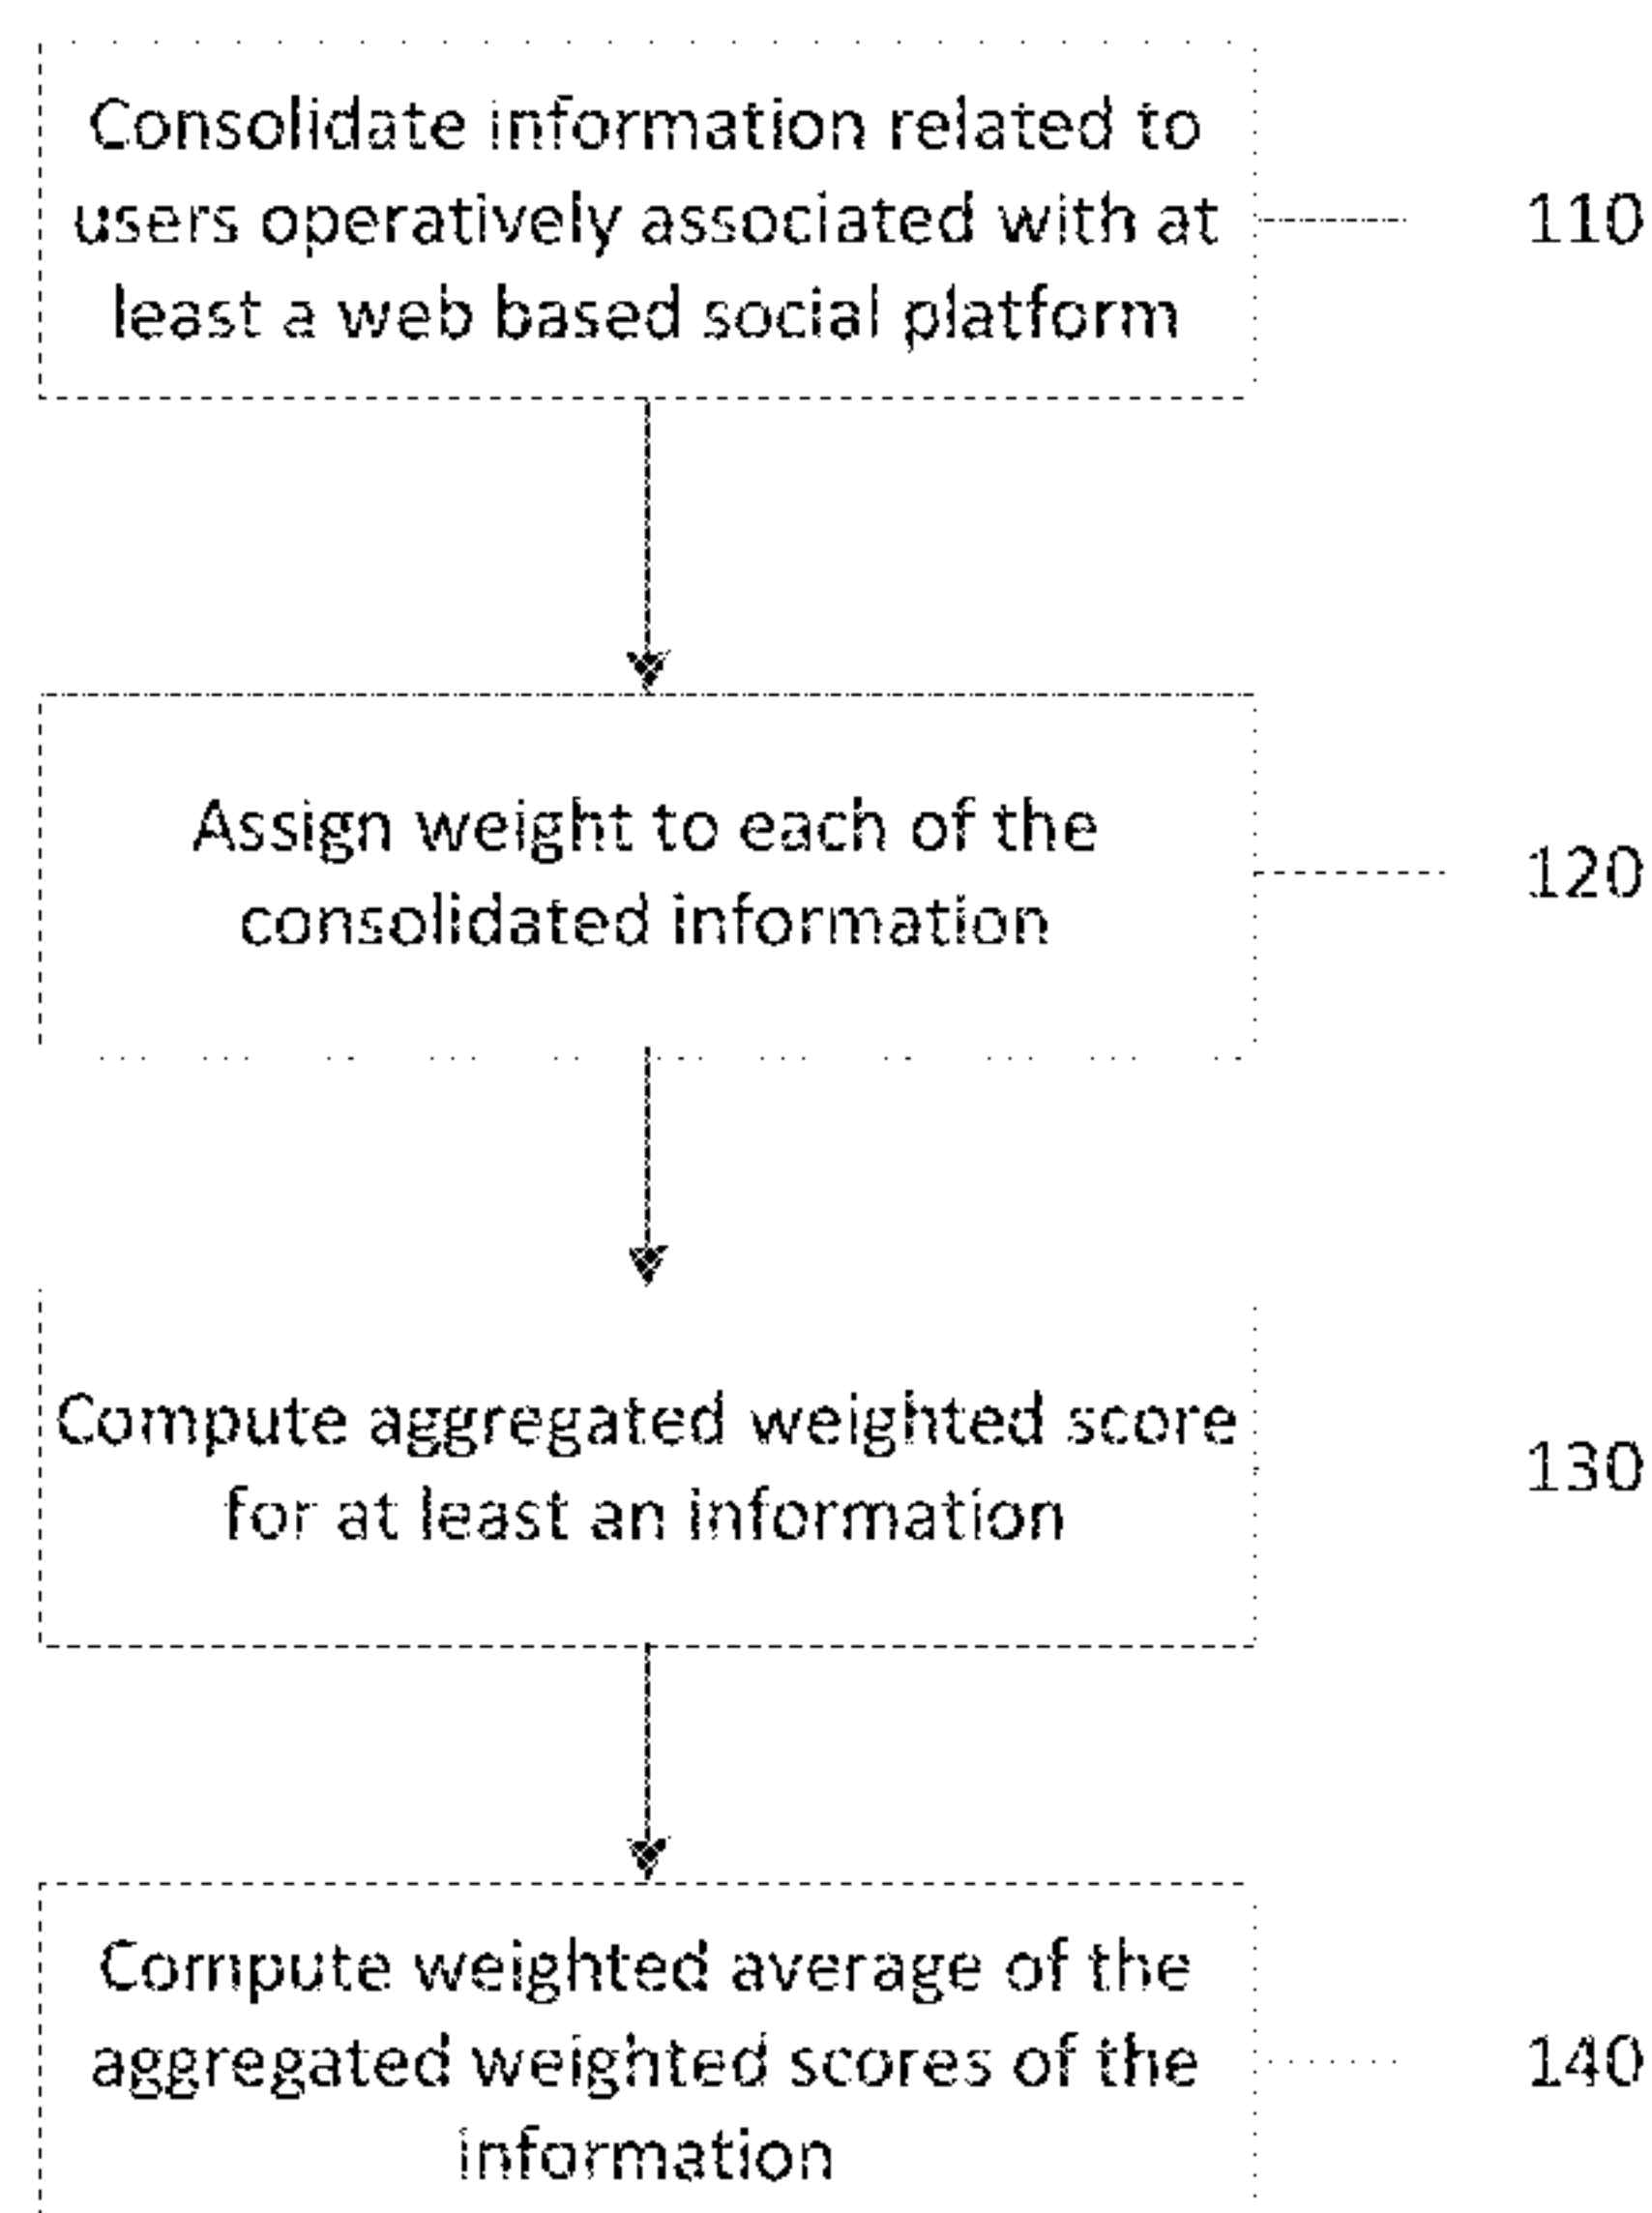 Consolidate information related to
users operatively associated with at
least a web based social platform
110
Assign weight to each of the
consolidated information
120
Compute aggregated weighted score
for at least an information
130
Compute weighted average of the
aggregated weighted scores of the
information
140